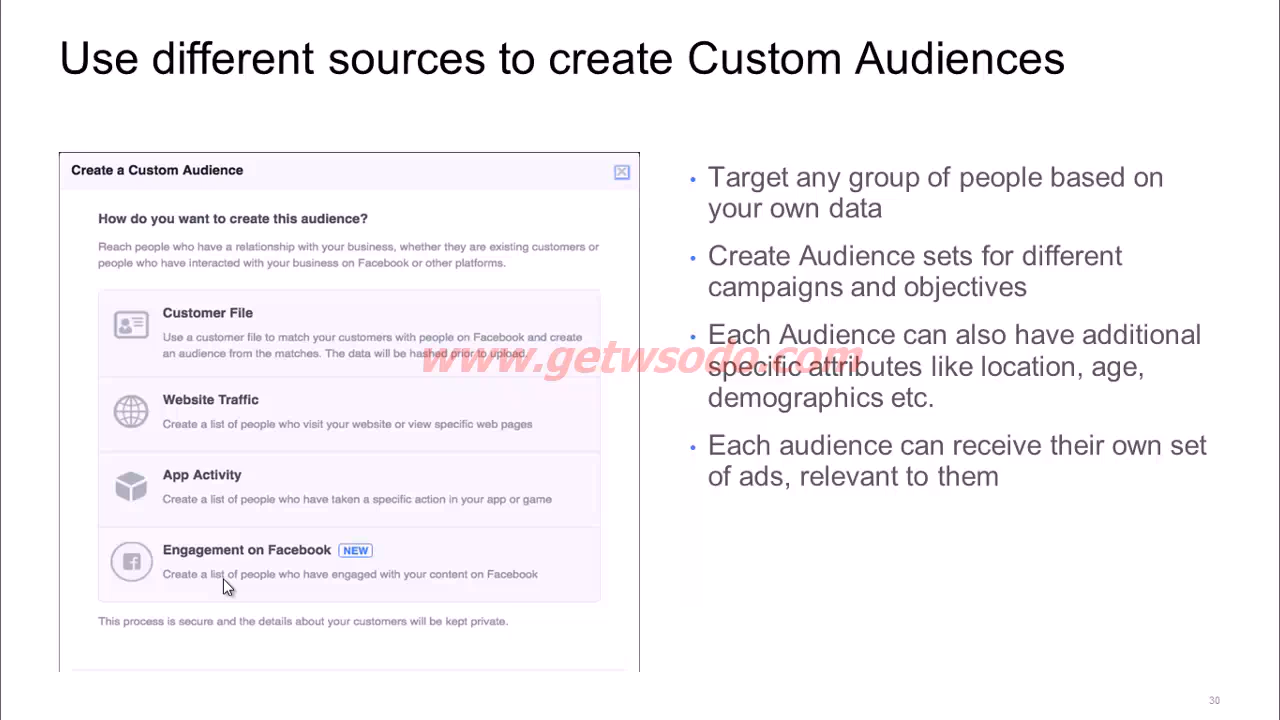 Use different sources to create Custom Audiences
Create a Custom Audience
How do you want to create this audience?
Reach people who have a relationship with your business, whether they are existing customers or
people who have interacted with your business on Facebook or other platforms.
Customer File
Use a customer file to match your customers with people on Facebook and create
an audience from the matches. The data will be hashed prior to upload.
Website Traffic
Create a list of people who visit your website or view specific web pages
App Activity
Create a list of people who have taken a specific action in your app or game
Engagement on Facebook NEW
Create a list of people who have engaged with your content on Facebook
This process is secure and the details about your customers will be kept private.
• Target any group of people based on
your own data
• Create Audience sets for different
campaigns and objectives
• Each Audience can also have additional
specific attributes like location, age,
demographics etc.
• Each audience can receive their own set
of ads, relevant to them
www.getwsodo.com
30